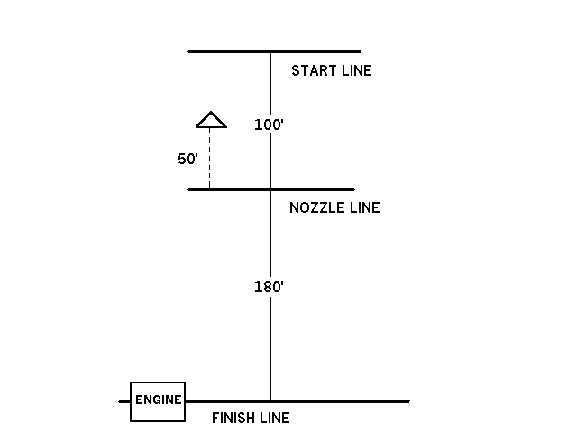 START LINE
100'
50'
NOZZLE LINE
180'
ENGINE
FINISH LINE